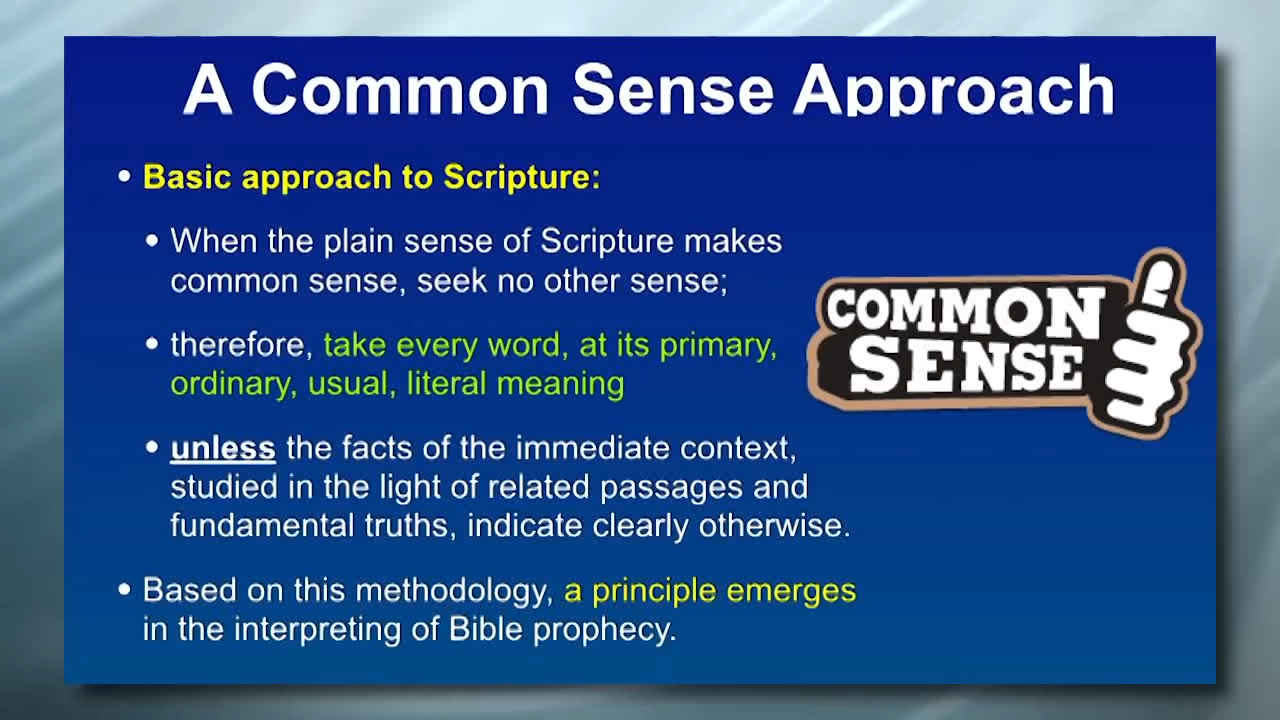 A Common Sense Approach
• Basic approach to Scripture:
• When the plain sense of Scripture makes
common sense, seek no other sense;
• therefore, take every word, at its primary,
ordinary, usual, literal meaning
• unless the facts of the immediate context,
studied in the light of related passages and
fundamental truths, indicate clearly otherwise.
• Based on this methodology, a principle emerges
in the interpreting of Bible prophecy.
COMMON
SENSE